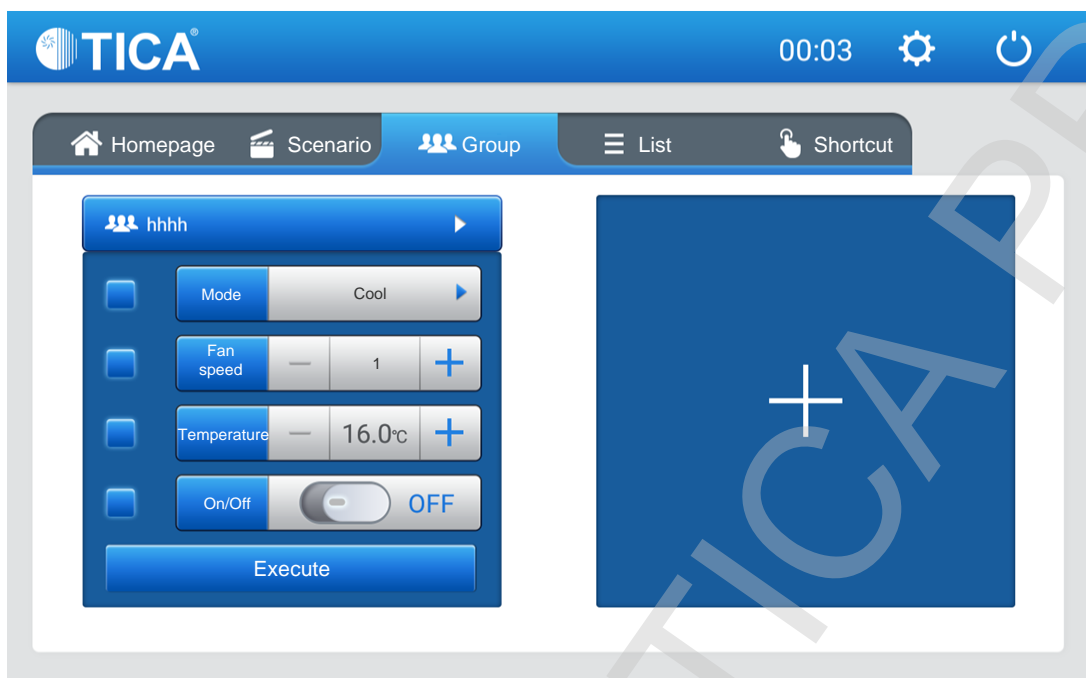 TICA®
00:03
Homepage
Scenario
Group
List
Shortcut
hhhh
Mode
Cool
Fan
speed
1
Temperature
16.0°C
On/Off
OFF
Execute
TICA